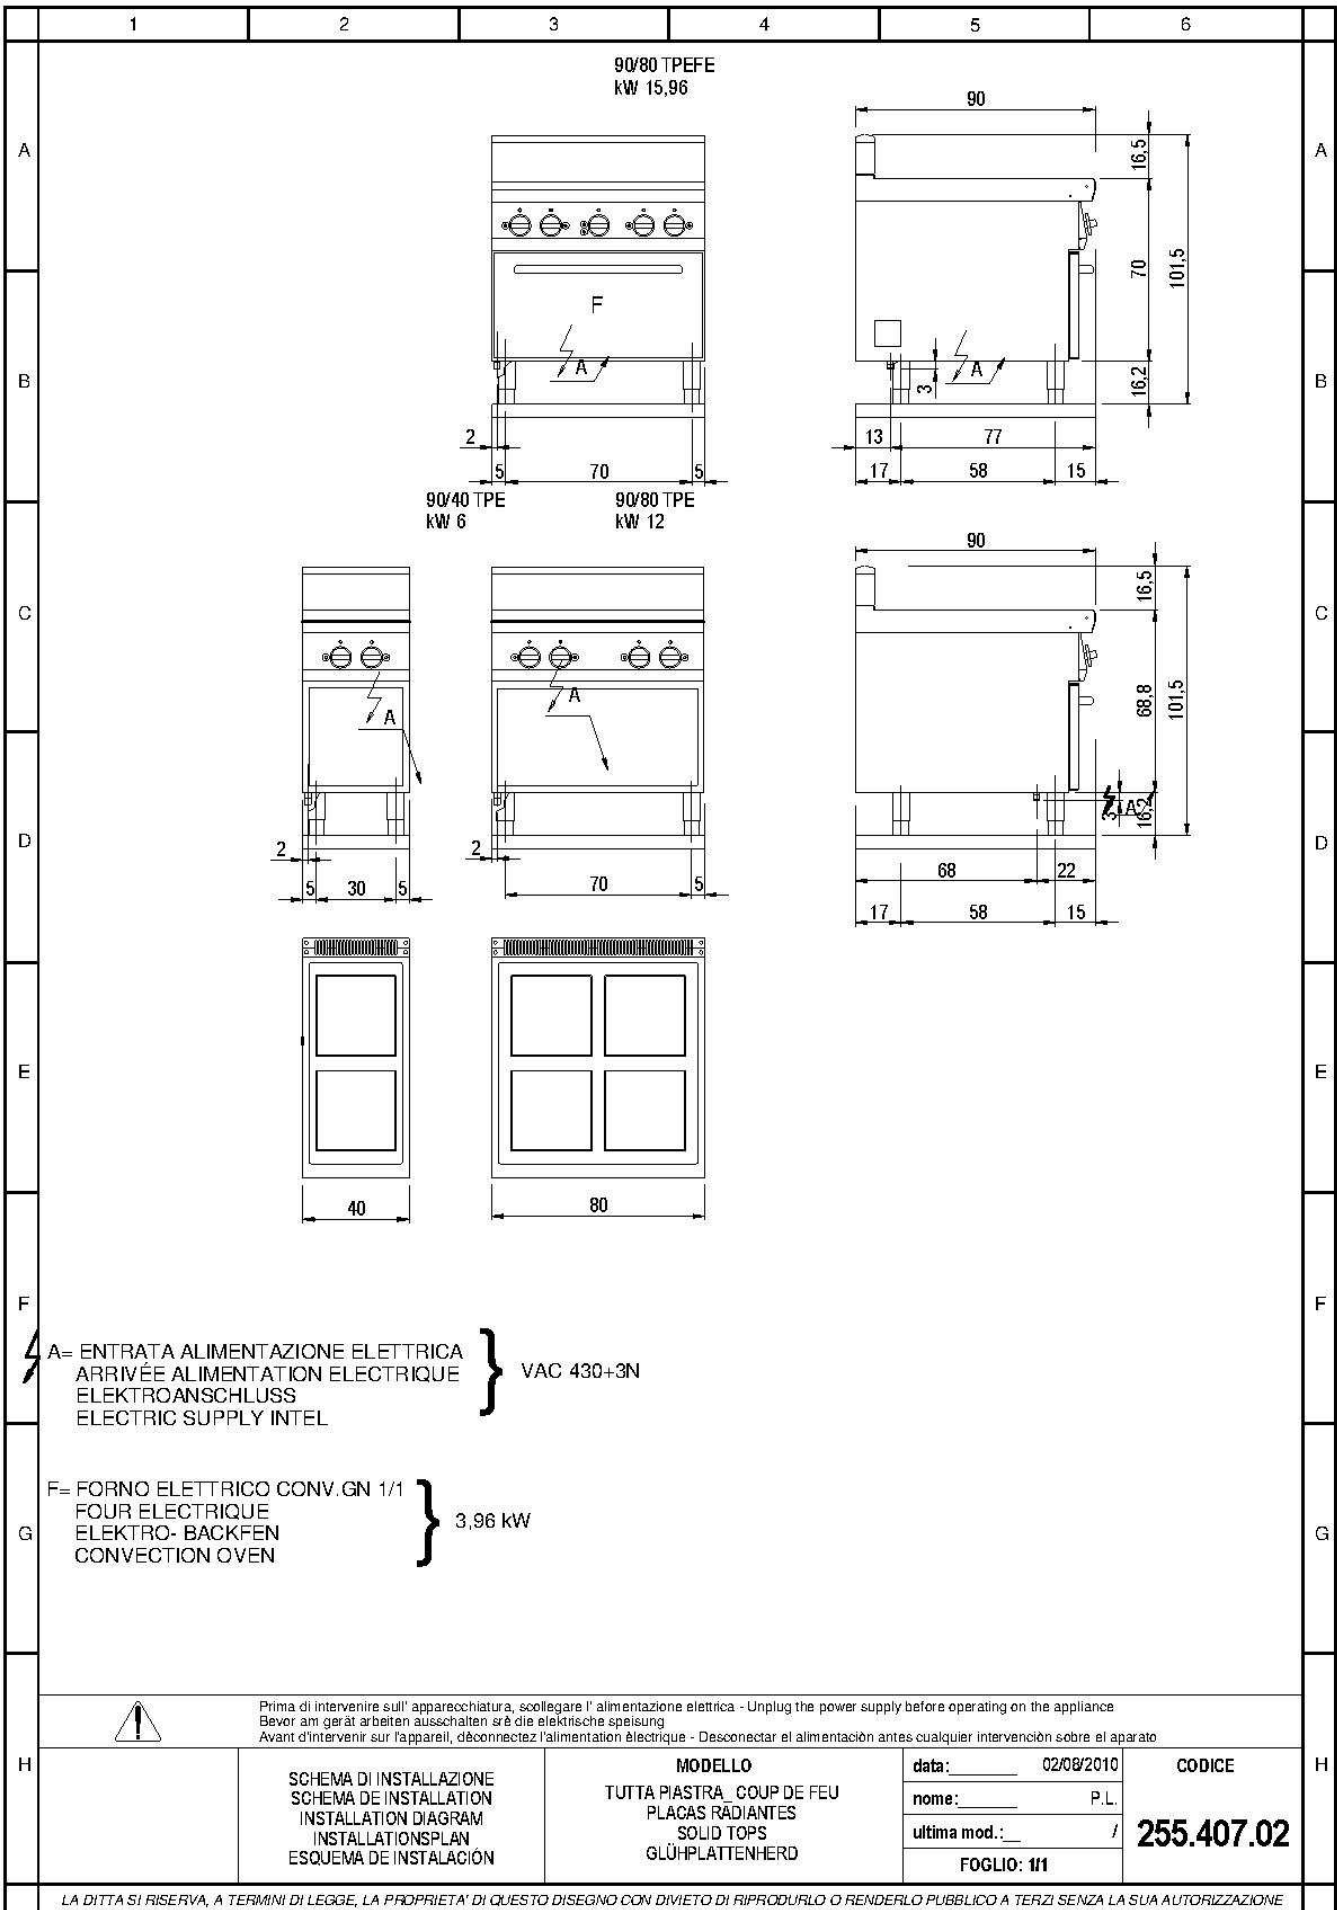 1 2 3 4 5 6
90/80 TPEFE
kW 15,96
90
A A
16,5
70
101,5
F
A
A
B B
16,2
3
2
13 77
5 70 5
17 58 15
90/40 TPE
kW 6
90/80 TPE
kW 12
90
16,5
C C
68,8
101,5
A
A
A
3
16,2
D D
2
2
68 22
5 30 5
70 5
17 58 15
E E
40
80
F F
A= ENTRATA ALIMENTAZIONE ELETTRICA
ARRIVÉE ALIMENTATION ELECTRIQUE
ELEKTROANSCHLUSS
ELECTRIC SUPPLY INTEL
VAC 430+3N
F= FORNO ELETTRICO CONV.GN 1/1
FOUR ELECTRIQUE
ELEKTRO- BACKFEN
CONVECTION OVEN
3,96 kW
G G
Prima di intervenire sull' apparecchiatura, scollegare l' alimentazione elettrica - Unplug the power supply before operating on the appliance
Bevor am gerät arbeiten ausschalten srè die elektrische speisung
Avant d'intervenir sur l'appareil, dèconnectez l'alimentation èlectrique - Desconectar el alimentaciòn antes cualquier intervenciòn sobre el aparato
H H
SCHEMA DI INSTALLAZIONE
SCHEMA DE INSTALLATION
INSTALLATION DIAGRAM
INSTALLATIONSPLAN
ESQUEMA DE INSTALACIÓN
MODELLO
TUTTA PIASTRA_ COUP DE FEU
PLACAS RADIANTES
SOLID TOPS
GLÜHPLATTENHERD
data:________ 02/08/2010
nome:_______ P.L.
ultima mod.:__ /
FOGLIO: 1/1
CODICE
255.407.02
LA DITTA SI RISERVA, A TERMINI DI LEGGE, LA PROPRIETA' DI QUESTO DISEGNO CON DIVIETO DI RIPRODURLO O RENDERLO PUBBLICO A TERZI SENZA LA SUA AUTORIZZAZIONE